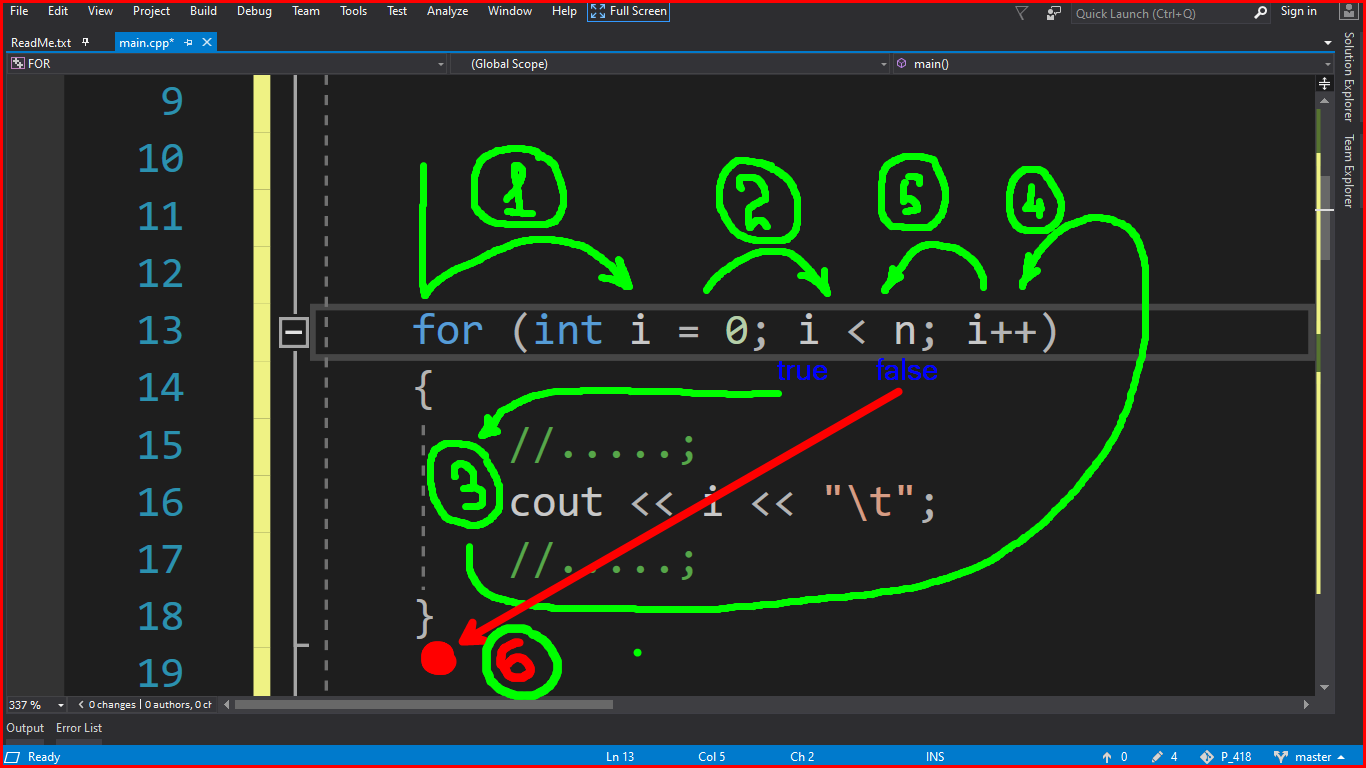 File Edit View Project Build Debug Team Tools Test Analyze Window Help Full Screen Quick Launch (Ctrl+Q) Sign in
ReadMe.txt main.cpp*
FOR (Global Scope) main()
Solution Explorer
Team Explorer
9
10
11
1 2 5 4
12
13 for (int i = 0; i < n; i++)
true false
14 {
15 //.....;
3
16 cout << i << "\t";
17 //.....;
18 }
6
19
337 % 0 changes | 0 authors, 0 ch
Output Error List
Ready Ln 13 Col 5 Ch 2 INS 0 4 P_418 master